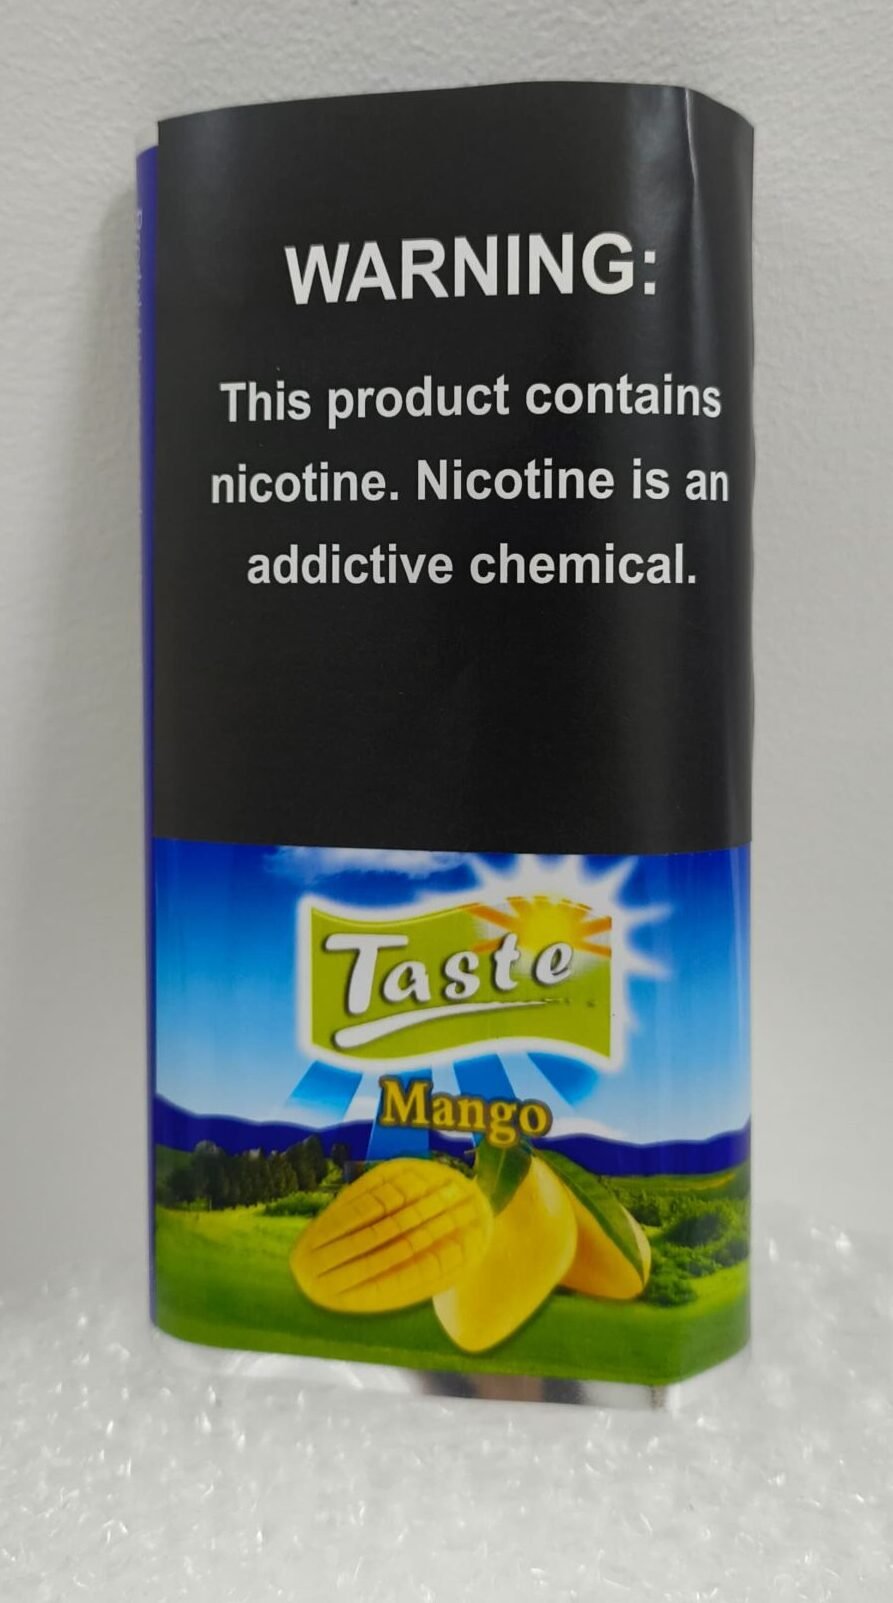 WARNING:
This product contains
nicotine. Nicotine is an
addictive chemical.
Taste
Mango